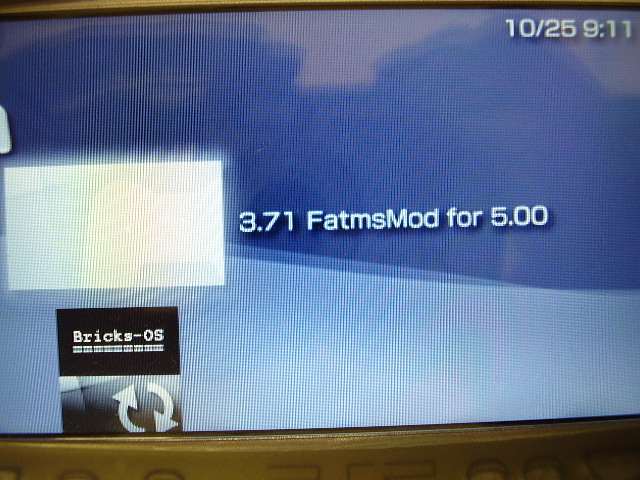 10/25 9:11
3.71 FatmsMod for 5.00
Bricks-OS